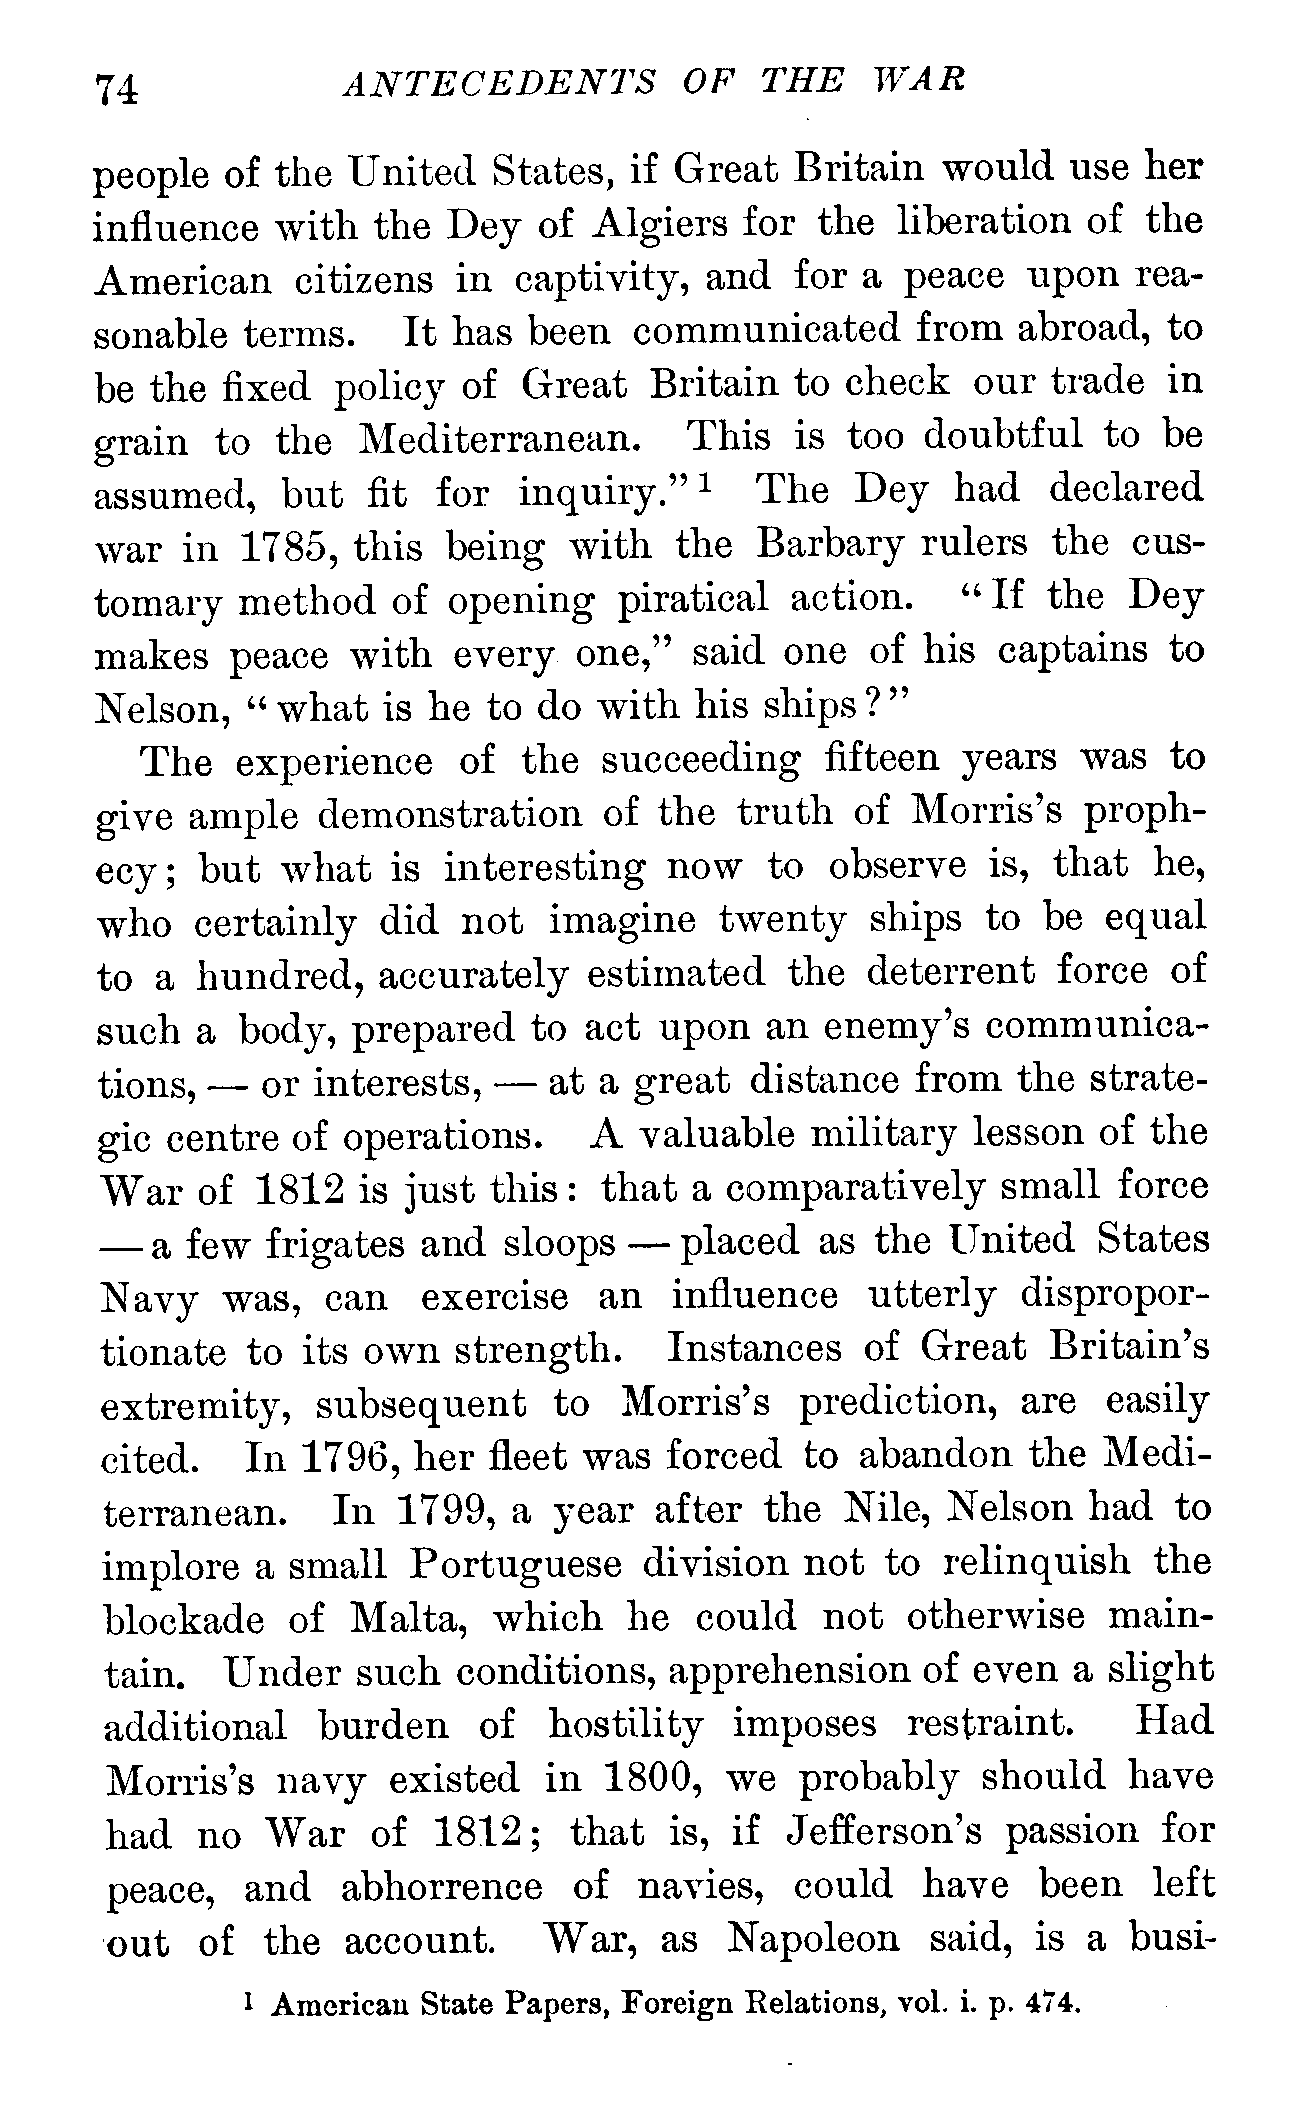 74 ANTECEDENTS OF THE WAR
people of the United States, if Great Britain would use her
influence with the Dey of Algiers for the liberation of the
American citizens in captivity, and for a peace upon rea-
sonable terms. It has been communicated from abroad, to
be the fixed policy of Great Britain to check our trade in
grain to the Mediterranean. This is too doubtful to be
assumed, but fit for inquiry.” 1 The Dey had declared
war in 1785, this being with the Barbary rulers the cus-
tomary method of opening piratical action. “If the Dey
makes peace with every one,” said one of his captains to
Nelson, “what is he to do with his ships?”
The experience of the succeeding fifteen years was to
give ample demonstration of the truth of Morris’s proph-
ecy; but what is interesting now to observe is, that he,
who certainly did not imagine twenty ships to be equal
to a hundred, accurately estimated the deterrent force of
such a body, prepared to act upon an enemy’s communica-
tions, — or interests, — at a great distance from the strate-
gic centre of operations. A valuable military lesson of the
War of 1812 is just this: that a comparatively small force
— a few frigates and sloops — placed as the United States
Navy was, can exercise an influence utterly dispropor-
tionate to its own strength. Instances of Great Britain’s
extremity, subsequent to Morris’s prediction, are easily
cited. In 1796, her fleet was forced to abandon the Medi-
terranean. In 1799, a year after the Nile, Nelson had to
implore a small Portuguese division not to relinquish the
blockade of Malta, which he could not otherwise main-
tain. Under such conditions, apprehension of even a slight
additional burden of hostility imposes restraint. Had
Morris’s navy existed in 1800, we probably should have
had no War of 1812; that is, if Jefferson’s passion for
peace, and abhorrence of navies, could have been left
out of the account. War, as Napoleon said, is a busi-
1 American State Papers, Foreign Relations, vol. i. p. 474.